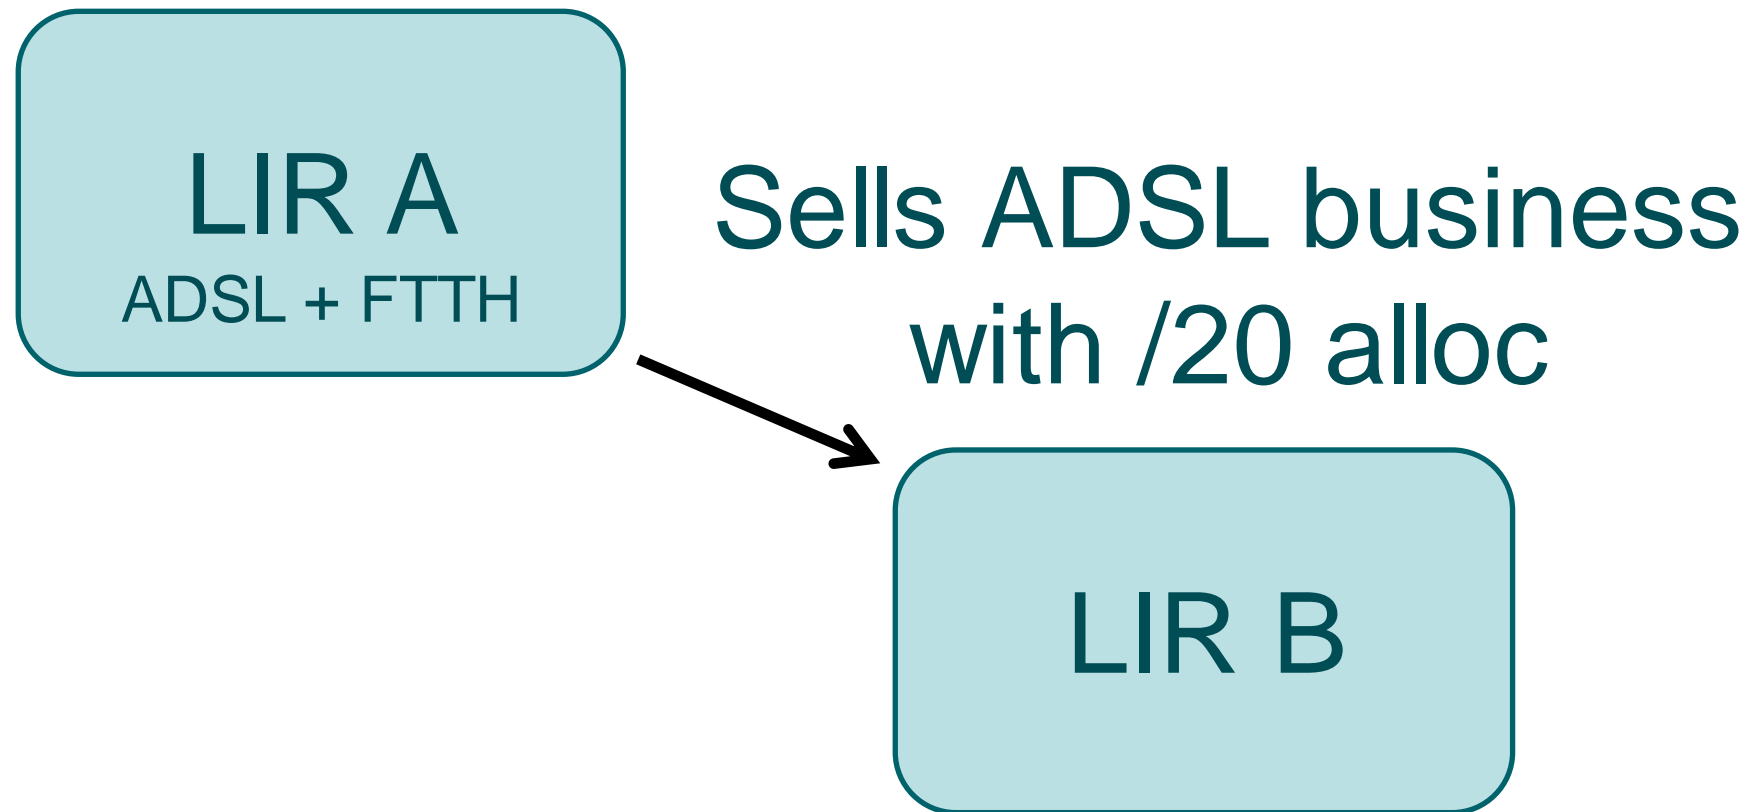 LIR A
ADSL + FTTH
Sells ADSL business
with /20 alloc
LIR B